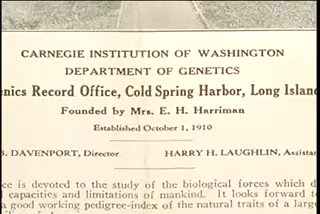 CARNEGIE INSTITUTION OF WASHINGTON
DEPARTMENT OF GENETICS
enics Record Office, Cold Spring Harbor, Long Islan
Founded by Mrs. E. H. Harriman
Established October 1, 1910
B. DAVENPORT, Director HARRY H. LAUGHLIN, Assista
ce is devoted to the study of the biological forces which d
capacities and limitations of mankind. It looks forward t
a good working pedigree-index of the natural traits of a larg